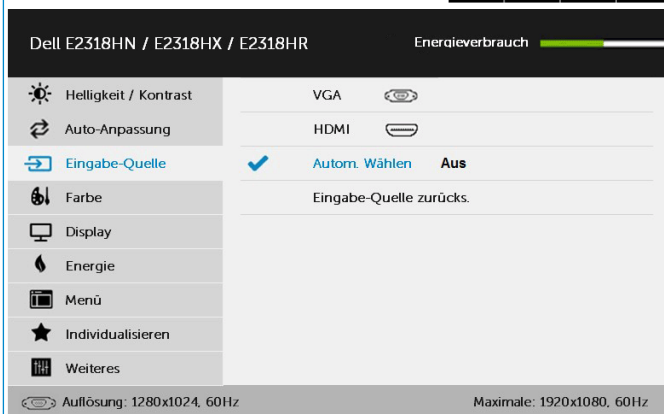 Dell E2318HN / E2318HX / E2318HR
Energieverbrauch
Helligkeit / Kontrast
VGA
Auto-Anpassung
HDMI
Eingabe-Quelle
Autom. Wählen Aus
Farbe
Eingabe-Quelle zurücks.
Display
Energie
Menü
Individualisieren
Weiteres
Auflösung: 1280x1024, 60Hz
Maximale: 1920x1080, 60Hz